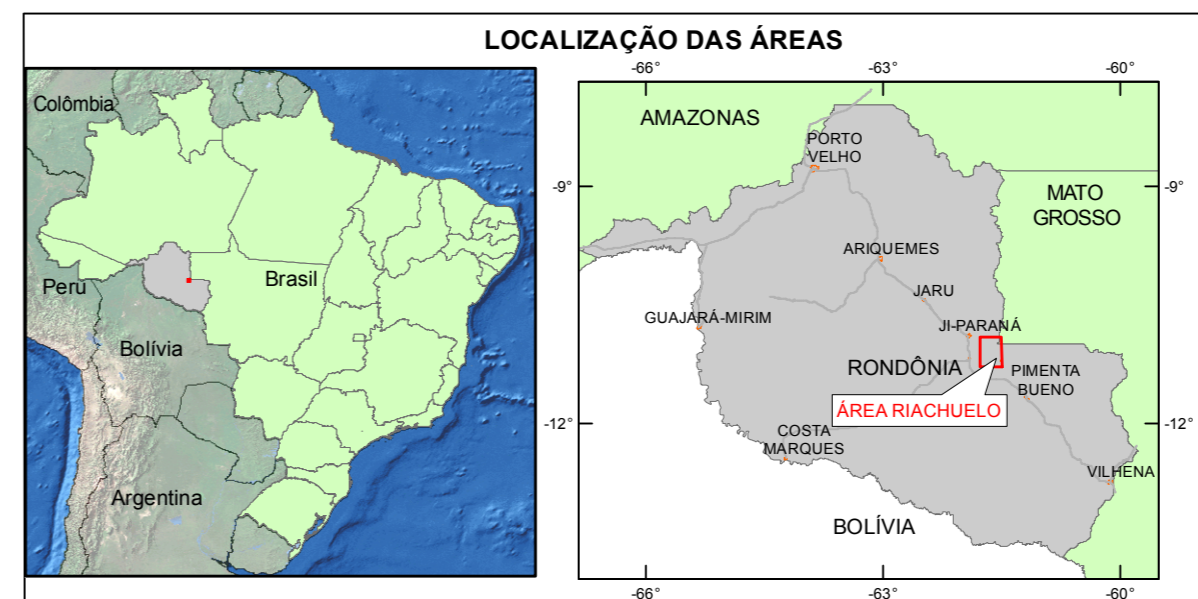 LOCALIZAÇÃO DAS ÁREAS
Colômbia
Peru
Brasil
Bolívia
Argentina
-66°
-63°
-60°
AMAZONAS
PORTO
VELHO
-9°
-9°
MATO
GROSSO
ARIQUEMES
JARU
GUAJARÁ-MIRIM
JI-PARANÁ
RONDÔNIA
PIMENTA
BUENO
ÁREA RIACHUELO
-12°
-12°
COSTA
MARQUES
VILHENA
BOLÍVIA
-66°
-63°
-60°